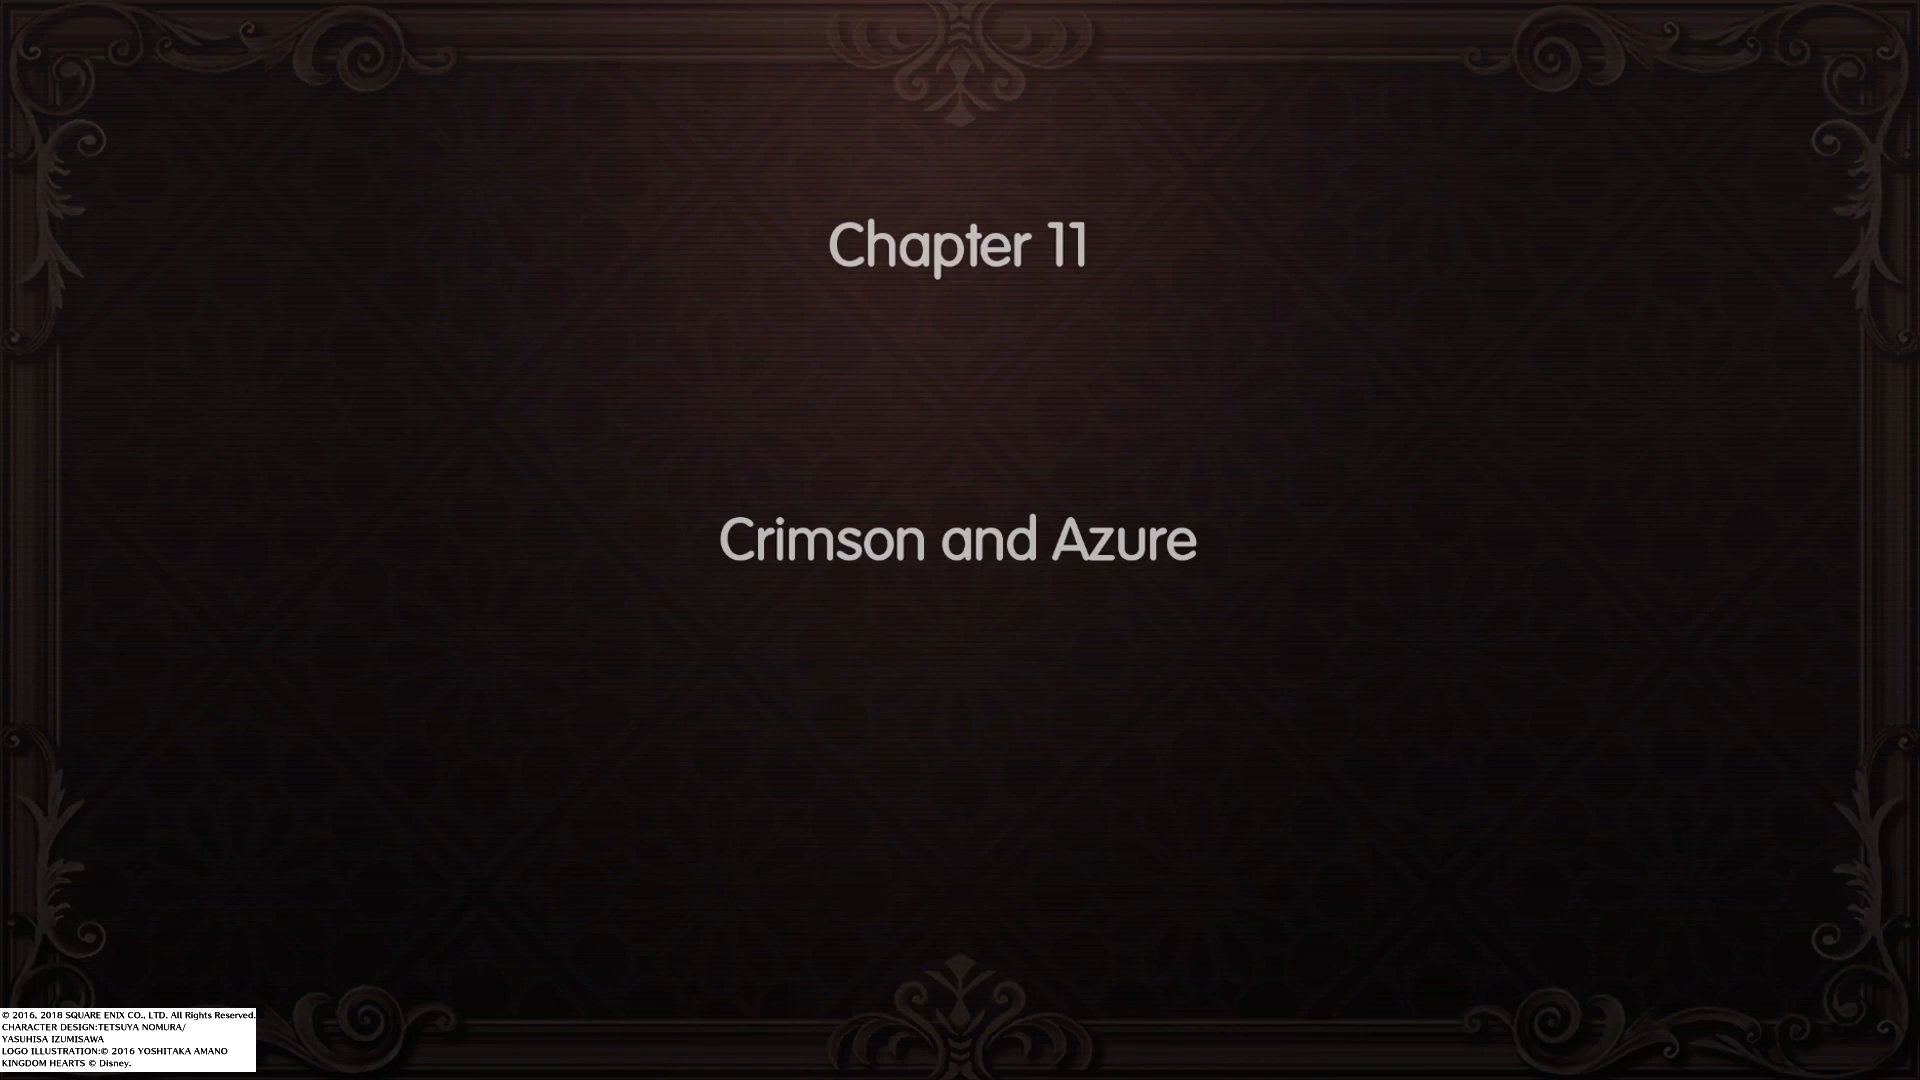 Chapter 11
Crimson and Azure
© 2016, 2018 SQUARE ENIX CO., LTD. All Rights Reserved.
CHARACTER DESIGN:TETSUYA NOMURA/
YASUHISA IZUMISAWA
LOGO ILLUSTRATION:© 2016 YOSHITAKA AMANO
KINGDOM HEARTS © Disney.